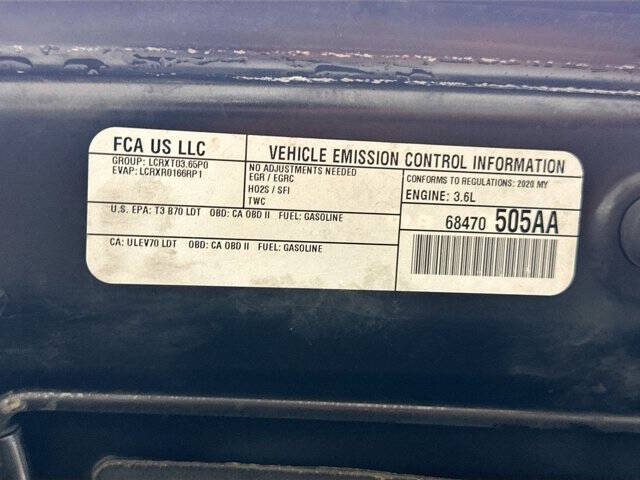 FCA US LLC
GROUP: LCRXT03.65P0
EVAP: LCRXR0166RP1
VEHICLE EMISSION CONTROL INFORMATION
NO ADJUSTMENTS NEEDED
EGR / EGRC
HO2S / SFI
TWC
CONFORMS TO REGULATIONS: 2020 MY
ENGINE: 3.6L
U.S. EPA: T3 B70 LDT OBD: CA OBD II FUEL: GASOLINE
68470 505AA
CA: ULEV70 LDT OBD: CA OBD II FUEL: GASOLINE